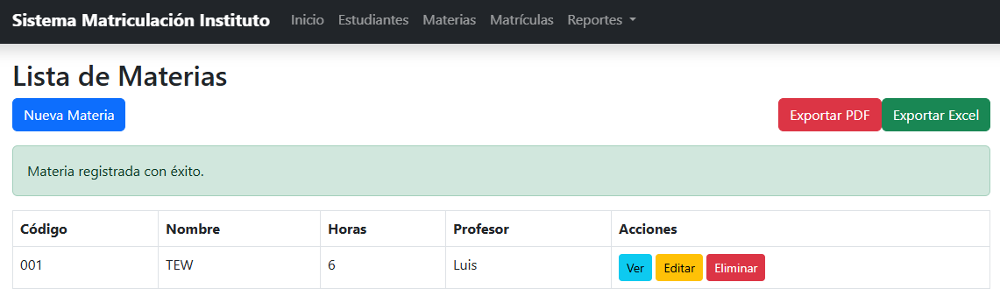 Sistema Matriculación Instituto Inicio Estudiantes Materias Matrículas Reportes
Lista de Materias
Nueva Materia Exportar PDF Exportar Excel
Materia registrada con éxito.
Código Nombre Horas Profesor Acciones
001 TEW 6 Luis Ver Editar Eliminar